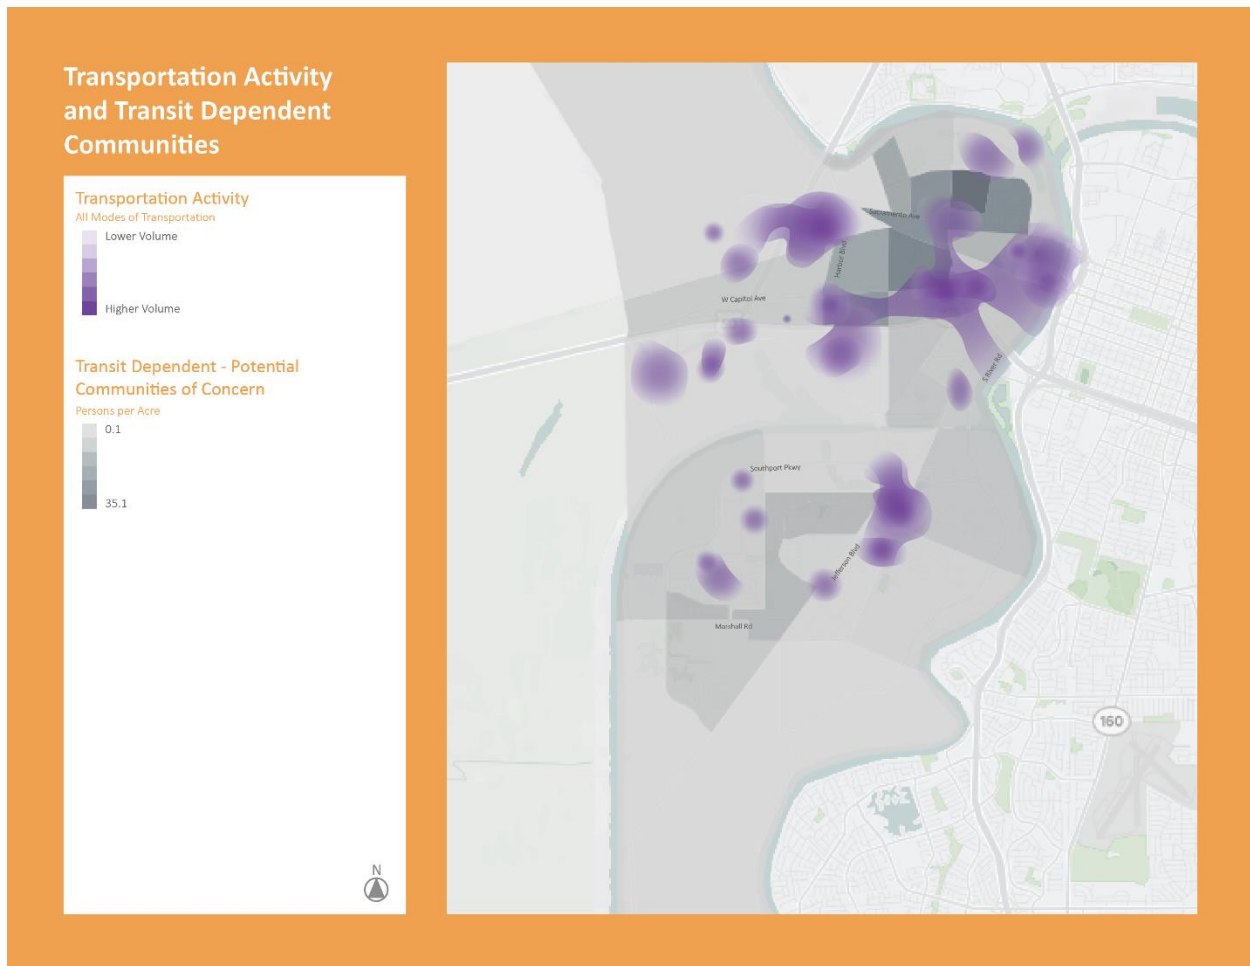 Transportation Activity
and Transit Dependent
Communities
Transportation Activity
All Modes of Transportation
Lower Volume
Higher Volume
Transit Dependent - Potential
Communities of Concern
Persons per Acre
0.1
35.1
N
Sacramento Ave
Harbor Blvd
W Capitol Ave
S River Rd
Southport Pkwy
Jefferson Blvd
Marshall Rd
160